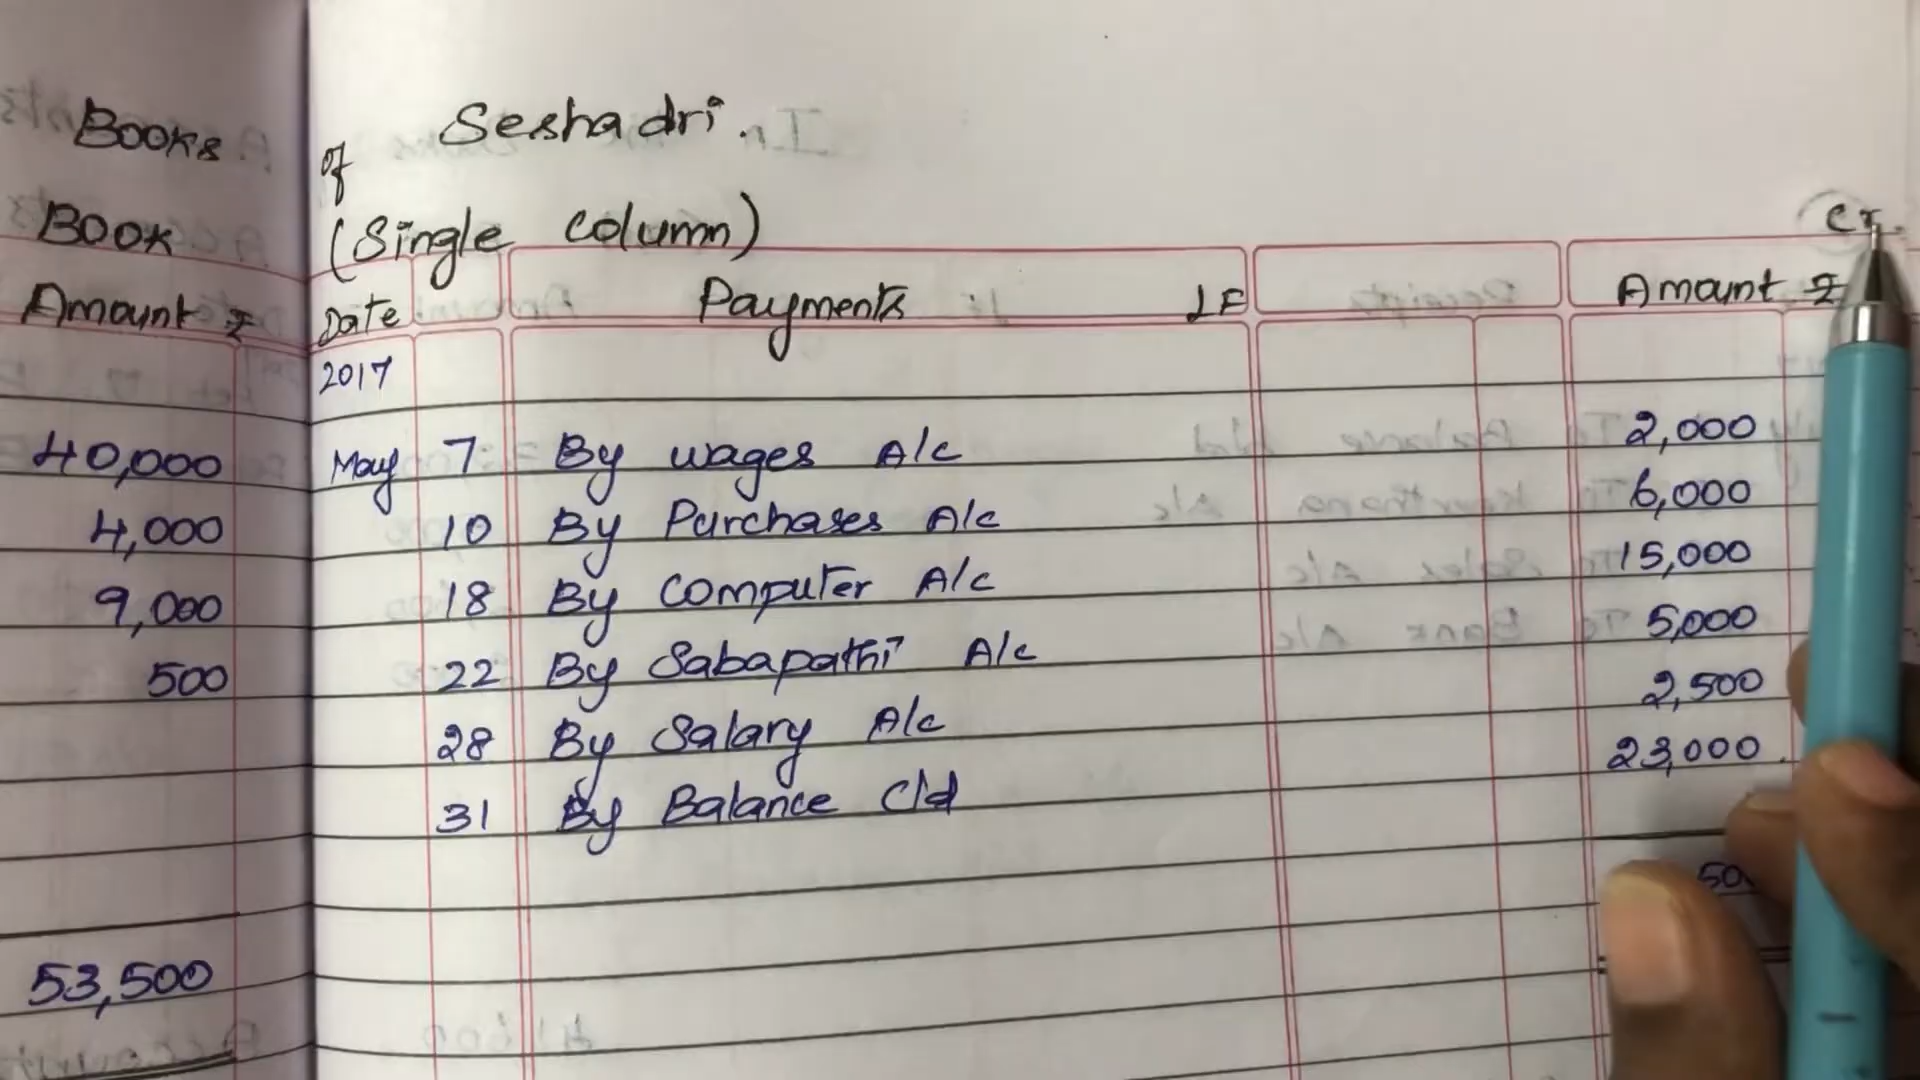 Books of Seshadri.
Book (Single column)
Cr.
Amount ₹ Date Payments LF Amount ₹
2017
40,000 May 7 By wages A/c 2,000
4,000 10 By Purchases A/c 6,000
9,000 18 By computer A/c 15,000
500 22 By Sabapathi A/c 5,000
28 By Salary A/c 2,500
31 By Balance C/d 23,000
53,500